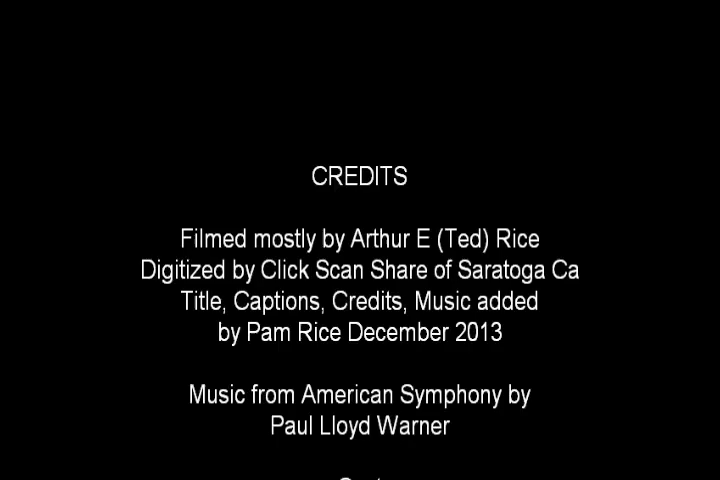 CREDITS
Filmed mostly by Arthur E (Ted) Rice
Digitized by Click Scan Share of Saratoga Ca
Title, Captions, Credits, Music added
by Pam Rice December 2013
Music from American Symphony by
Paul Lloyd Warner